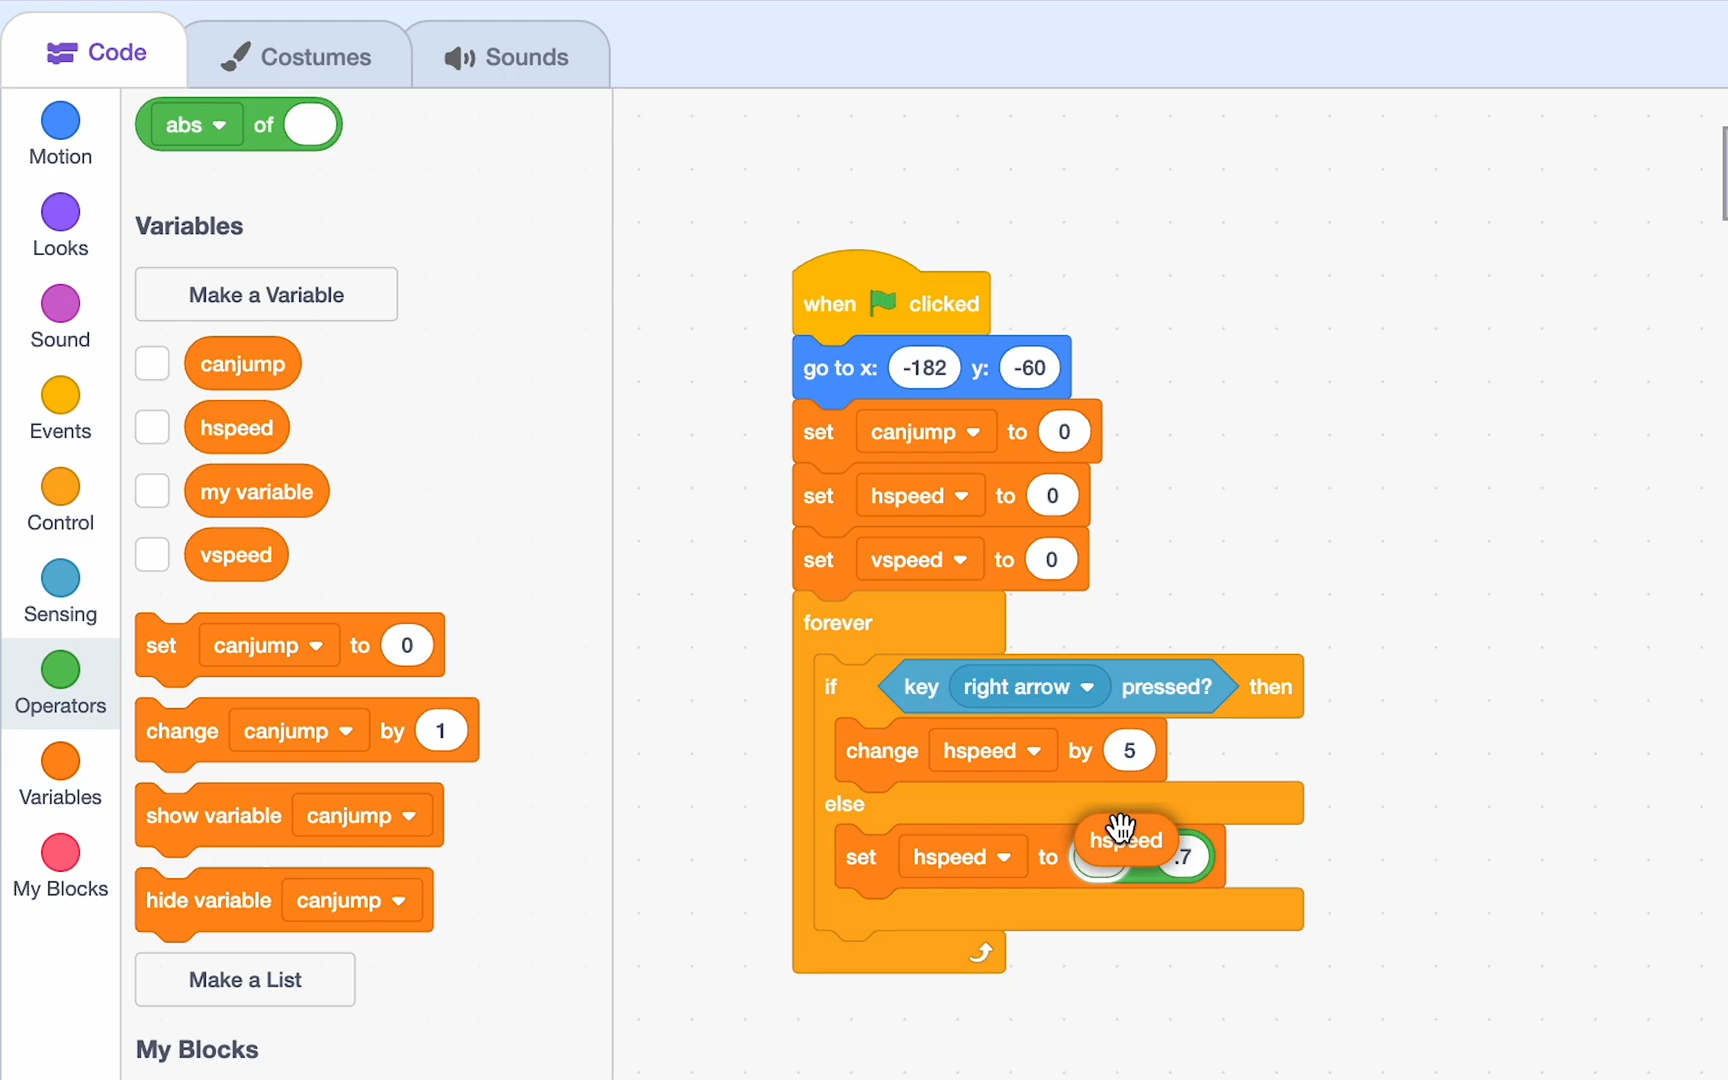 Code
Costumes
Sounds
Motion
Looks
Sound
Events
Control
Sensing
Operators
Variables
My Blocks
abs of
Variables
Make a Variable
canjump
hspeed
my variable
vspeed
set canjump to 0
change canjump by 1
show variable canjump
hide variable canjump
Make a List
My Blocks
when clicked
go to x: -182 y: -60
set canjump to 0
set hspeed to 0
set vspeed to 0
forever
if key right arrow pressed? then
change hspeed by 5
else
set hspeed to hspeed .7